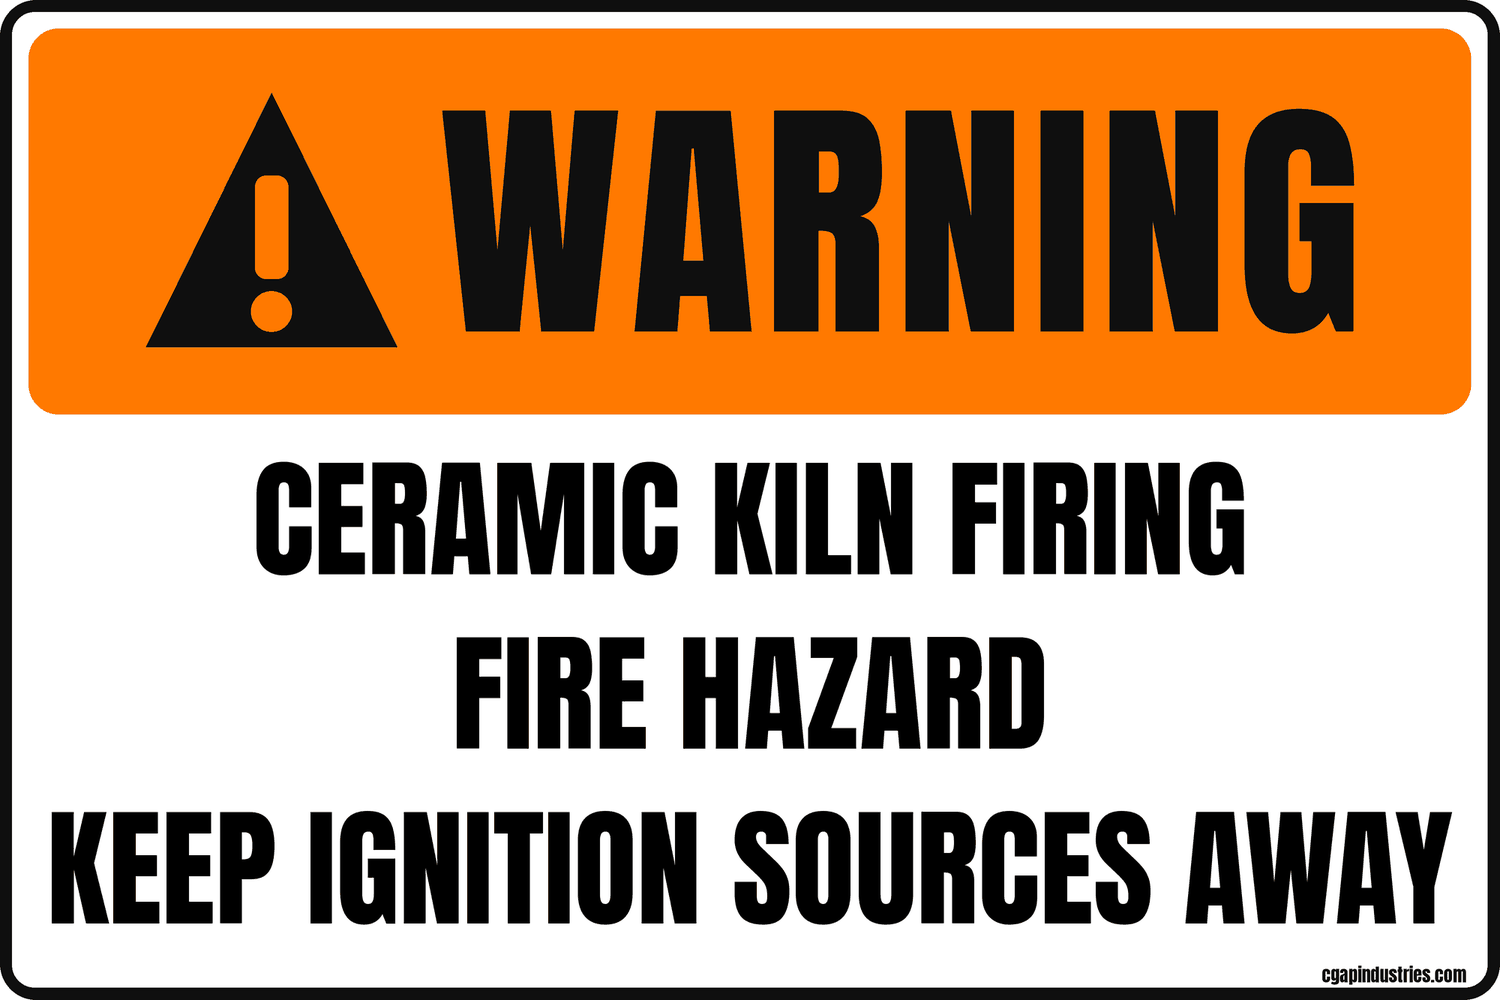 WARNING
CERAMIC KILN FIRING
FIRE HAZARD
KEEP IGNITION SOURCES AWAY
cgapindustries.com